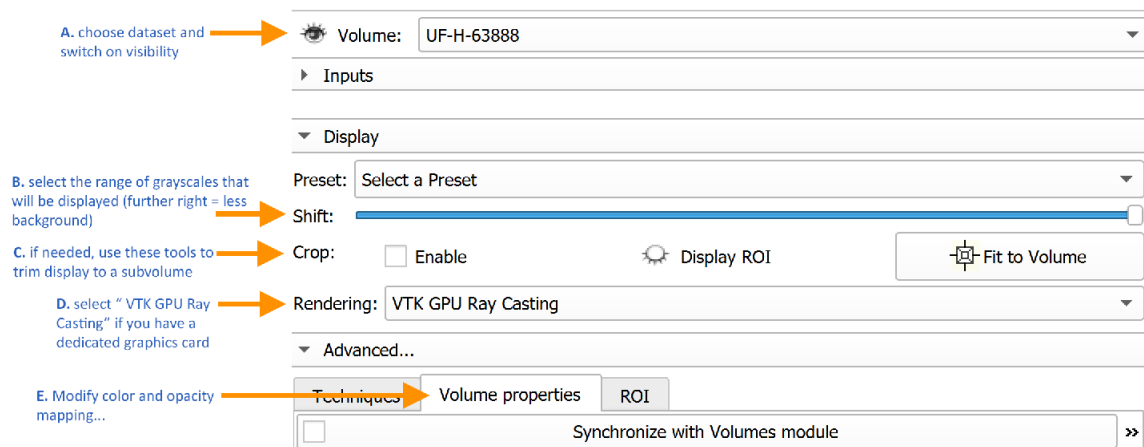 A. choose dataset and
switch on visibility
Volume: UF-H-63888
Inputs
Display
B. select the range of grayscales that
will be displayed (further right = less
background)
Preset: Select a Preset
Shift:
C. if needed, use these tools to
trim display to a subvolume
Crop: Enable Display ROI Fit to Volume
D. select “ VTK GPU Ray
Casting” if you have a
dedicated graphics card
Rendering: VTK GPU Ray Casting
Advanced...
E. Modify color and opacity
mapping...
Techniques Volume properties ROI
Synchronize with Volumes module »